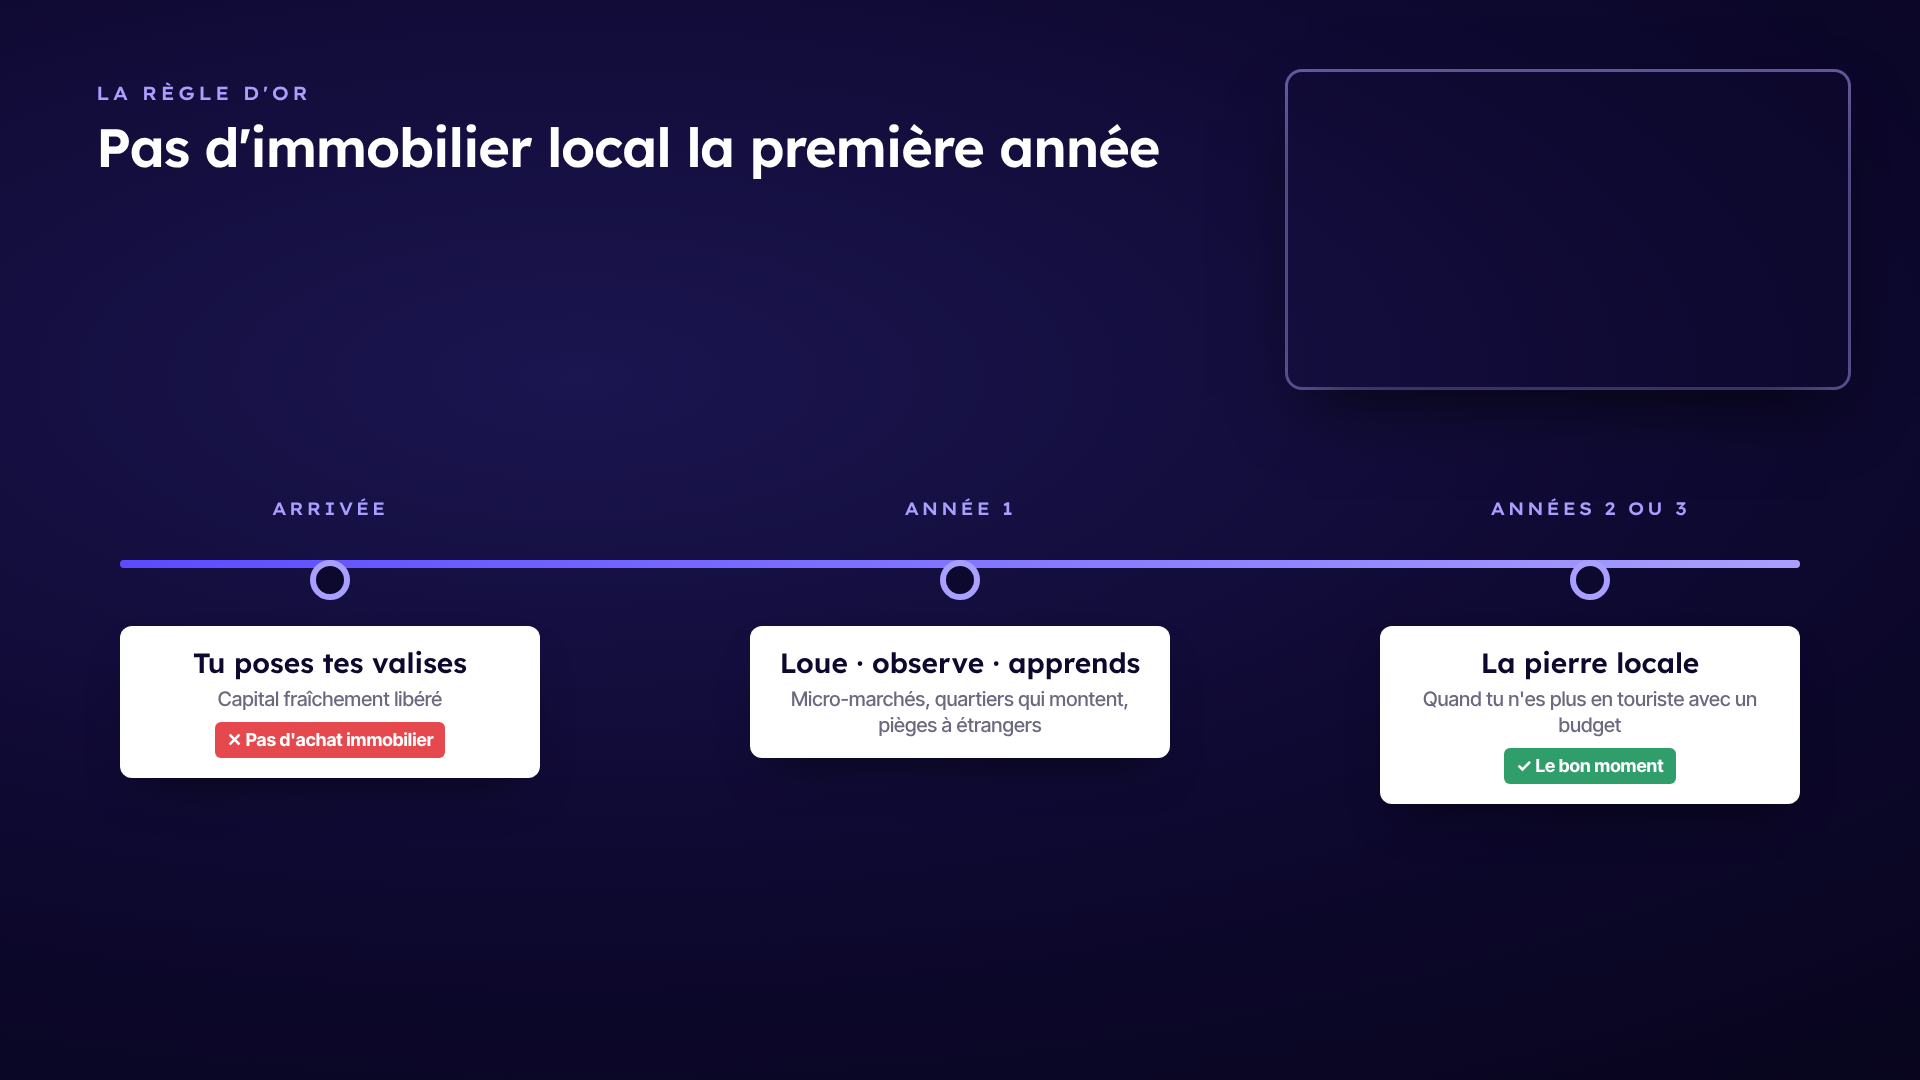 LA RÈGLE D'OR
Pas d'immobilier local la première année
ARRIVÉE
Tu poses tes valises
Capital fraîchement libéré
✕ Pas d'achat immobilier
ANNÉE 1
Loue · observe · apprends
Micro-marchés, quartiers qui montent,
pièges à étrangers
ANNÉES 2 OU 3
La pierre locale
Quand tu n'es plus en touriste avec un
budget
✓ Le bon moment